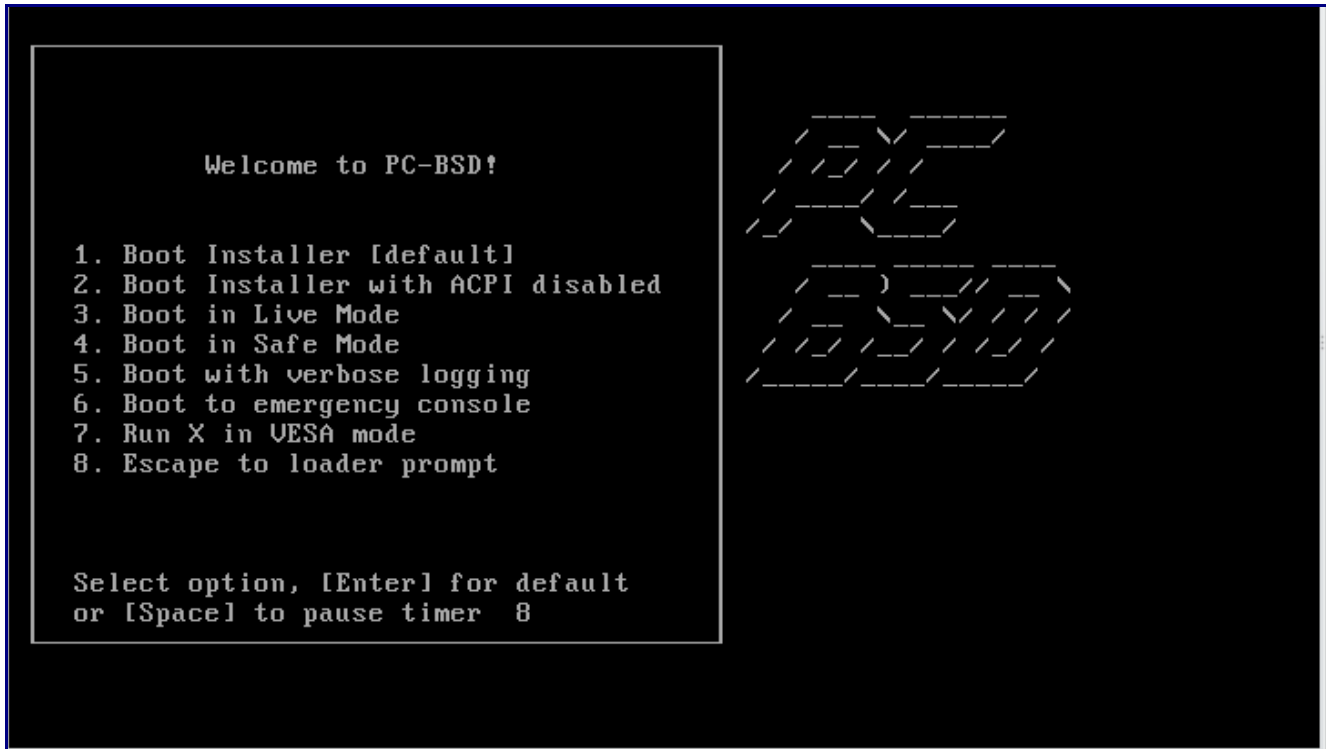 Welcome to PC-BSD!
1. Boot Installer [default]
2. Boot Installer with ACPI disabled
3. Boot in Live Mode
4. Boot in Safe Mode
5. Boot with verbose logging
6. Boot to emergency console
7. Run X in VESA mode
8. Escape to loader prompt
Select option, [Enter] for default
or [Space] to pause timer 8
PC
BSD